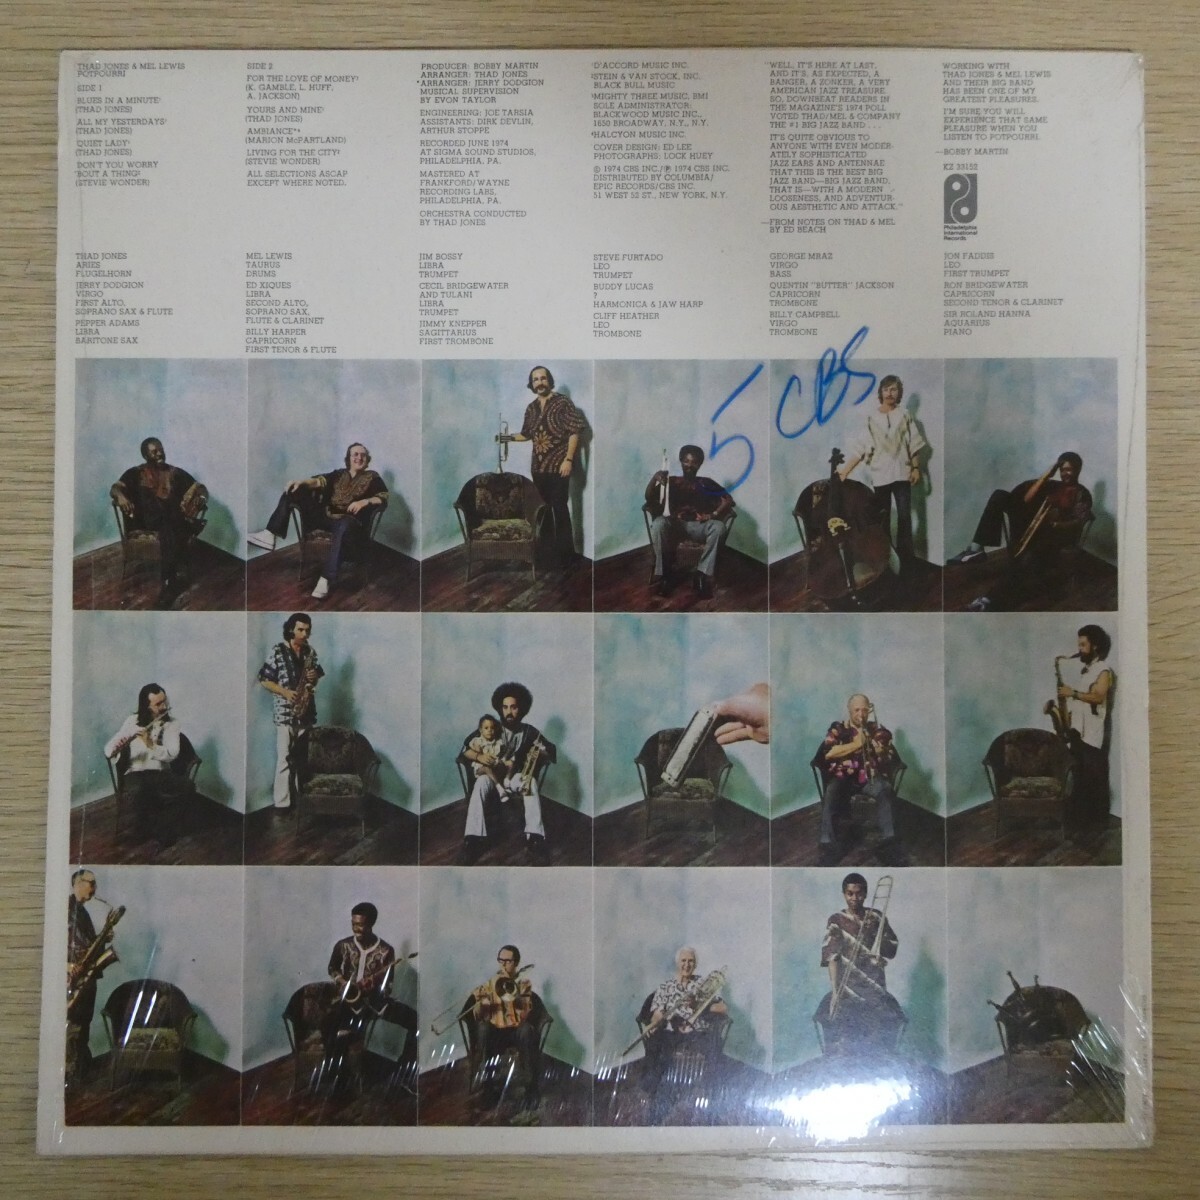 THAD JONES & MEL LEWIS
POTPOURRI
SIDE 1
BLUES IN A MINUTE¹
(THAD JONES)
ALL MY YESTERDAYS¹
(THAD JONES)
QUIET LADY¹
(THAD JONES)
DON'T YOU WORRY
'BOUT A THING²
(STEVIE WONDER)
SIDE 2
FOR THE LOVE OF MONEY³
(K. GAMBLE, L. HUFF,
A. JACKSON)
YOURS AND MINE¹
(THAD JONES)
AMBIANCE*⁴
(MARION McPARTLAND)
LIVING FOR THE CITY²
(STEVIE WONDER)
ALL SELECTIONS ASCAP
EXCEPT WHERE NOTED.
PRODUCER: BOBBY MARTIN
ARRANGER: THAD JONES
*ARRANGER: JERRY DODGION
MUSICAL SUPERVISION
BY EVON TAYLOR
ENGINEERING: JOE TARSIA
ASSISTANTS: DIRK DEVLIN,
ARTHUR STOPPE
RECORDED JUNE 1974
AT SIGMA SOUND STUDIOS,
PHILADELPHIA, PA.
MASTERED AT
FRANKFORD/WAYNE
RECORDING LABS,
PHILADELPHIA, PA.
ORCHESTRA CONDUCTED
BY THAD JONES
¹D'ACCORD MUSIC INC.
²STEIN & VAN STOCK, INC.
BLACK BULL MUSIC
³MIGHTY THREE MUSIC, BMI
SOLE ADMINISTRATOR:
BLACKWOOD MUSIC INC.,
1650 BROADWAY, N.Y., N.Y.
⁴HALCYON MUSIC INC.
COVER DESIGN: ED LEE
PHOTOGRAPHS: LOCK HUEY
© 1974 CBS INC./℗ 1974 CBS INC.
DISTRIBUTED BY COLUMBIA/
EPIC RECORDS/CBS INC.
51 WEST 52 ST., NEW YORK, N.Y.
"WELL, IT'S HERE AT LAST,
AND IT'S, AS EXPECTED, A
BANGER, A ZONKER, A VERY
AMERICAN JAZZ TREASURE.
SO, DOWNBEAT READERS IN
THE MAGAZINE'S 1974 POLL
VOTED THAD/MEL & COMPANY
THE #1 BIG JAZZ BAND . . .
IT'S QUITE OBVIOUS TO
ANYONE WITH EVEN MODER-
ATELY SOPHISTICATED
JAZZ EARS AND ANTENNAE
THAT THIS IS THE BEST BIG
JAZZ BAND—BIG JAZZ BAND,
THAT IS—WITH A MODERN
LOOSENESS, AND ADVENTUR-
OUS AESTHETIC AND ATTACK."
—FROM NOTES ON THAD & MEL
BY ED BEACH
WORKING WITH
THAD JONES & MEL LEWIS
AND THEIR BIG BAND
HAS BEEN ONE OF MY
GREATEST PLEASURES.
I'M SURE YOU WILL
EXPERIENCE THAT SAME
PLEASURE WHEN YOU
LISTEN TO POTPOURRI.
—BOBBY MARTIN
KZ 33152
Philadelphia
International
Records
THAD JONES
ARIES
FLUGELHORN
JERRY DODGION
VIRGO
FIRST ALTO,
SOPRANO SAX & FLUTE
PEPPER ADAMS
LIBRA
BARITONE SAX
MEL LEWIS
TAURUS
DRUMS
ED XIQUES
LIBRA
SECOND ALTO,
SOPRANO SAX,
FLUTE & CLARINET
BILLY HARPER
CAPRICORN
FIRST TENOR & FLUTE
JIM BOSSY
LIBRA
TRUMPET
CECIL BRIDGEWATER
AND TULANI
LIBRA
TRUMPET
JIMMY KNEPPER
SAGITTARIUS
FIRST TROMBONE
STEVE FURTADO
LEO
TRUMPET
BUDDY LUCAS
?
HARMONICA & JAW HARP
CLIFF HEATHER
LEO
TROMBONE
GEORGE MRAZ
VIRGO
BASS
QUENTIN "BUTTER" JACKSON
CAPRICORN
TROMBONE
BILLY CAMPBELL
VIRGO
TROMBONE
JON FADDIS
LEO
FIRST TRUMPET
RON BRIDGEWATER
CAPRICORN
SECOND TENOR & CLARINET
SIR ROLAND HANNA
AQUARIUS
PIANO
5 CBS